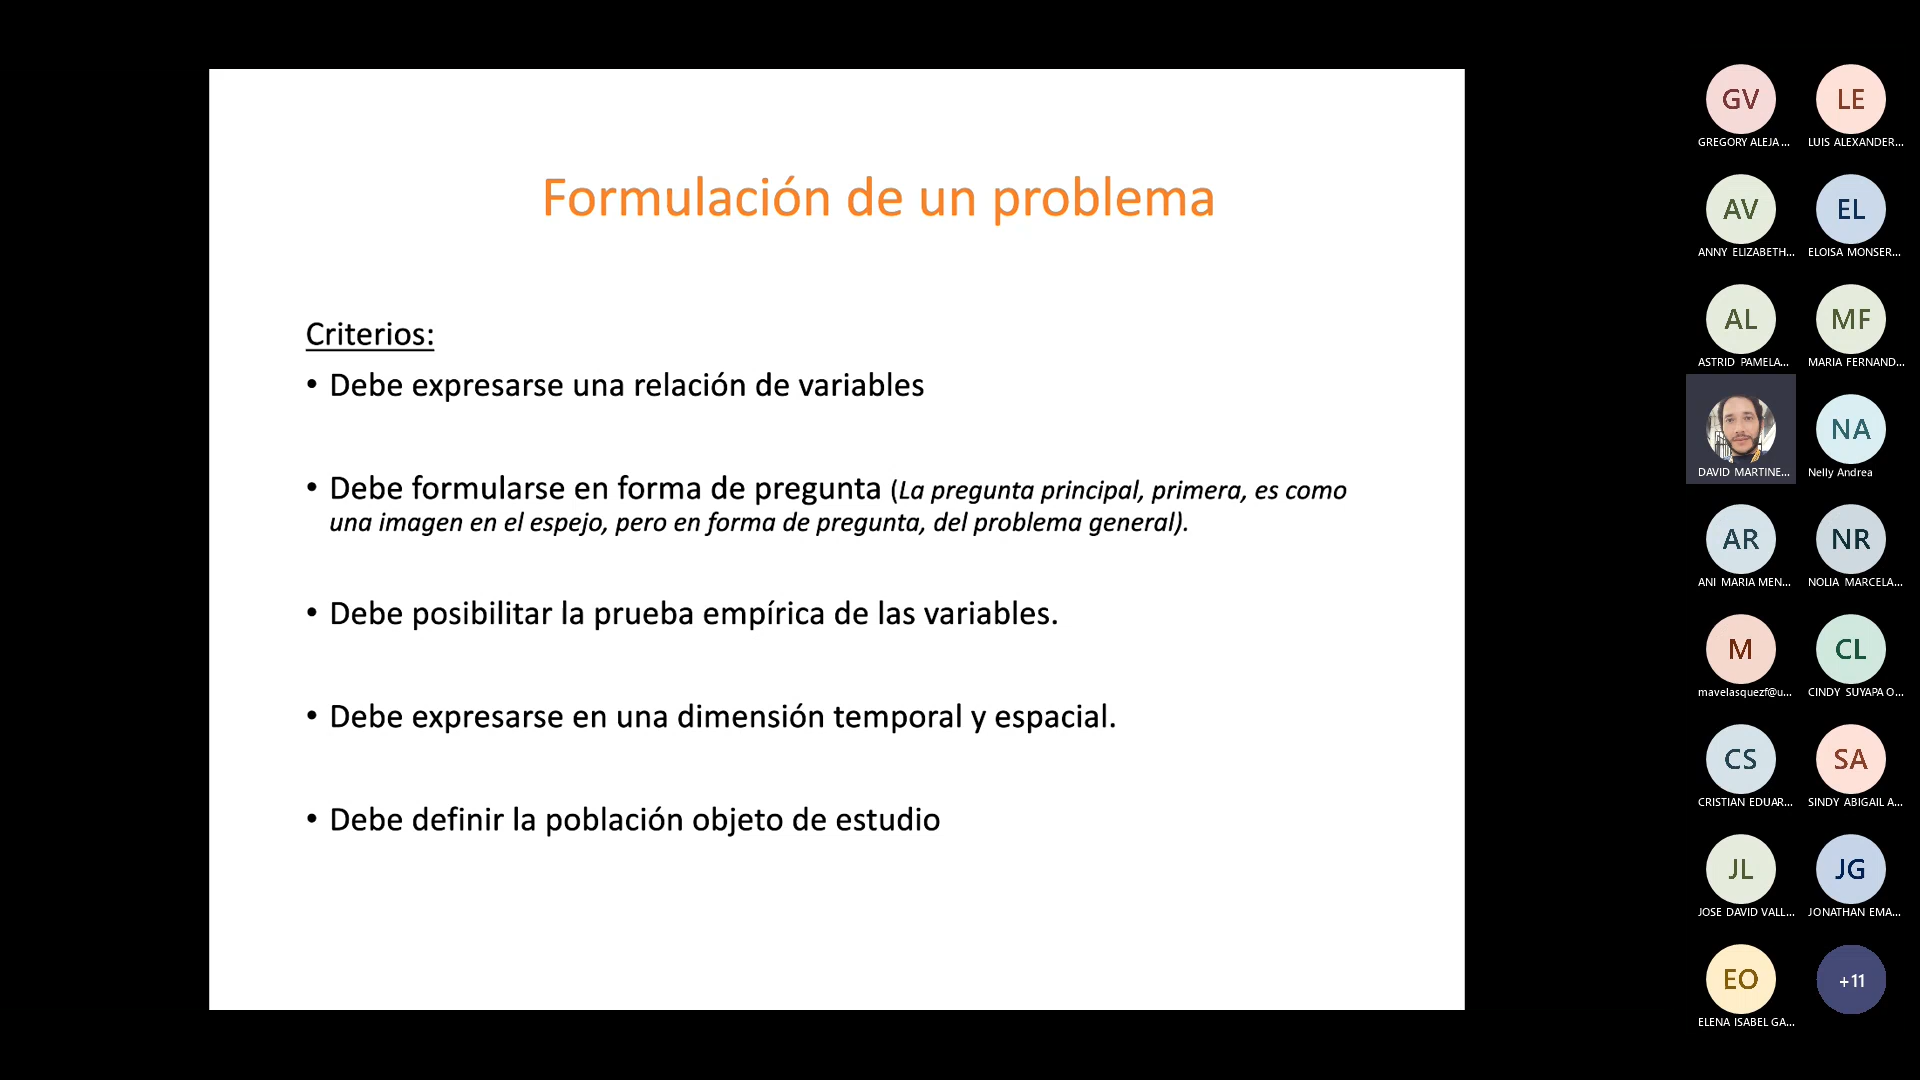 Formulación de un problema
Criterios:
• Debe expresarse una relación de variables
• Debe formularse en forma de pregunta (La pregunta principal, primera, es como
una imagen en el espejo, pero en forma de pregunta, del problema general).
• Debe posibilitar la prueba empírica de las variables.
• Debe expresarse en una dimensión temporal y espacial.
• Debe definir la población objeto de estudio
GV
GREGORY ALEJA...
LE
LUIS ALEXANDER...
AV
ANNY ELIZABETH...
EL
ELOISA MONSER...
AL
ASTRID PAMELA...
MF
MARIA FERNAND...
DAVID MARTINE...
NA
Nelly Andrea
AR
ANI MARIA MEN...
NR
NOLIA MARCELA...
M
mavelasquezf@u...
CL
CINDY SUYAPA O...
CS
CRISTIAN EDUAR...
SA
SINDY ABIGAIL A...
JL
JOSE DAVID VALL...
JG
JONATHAN EMA...
EO
ELENA ISABEL GA...
+11